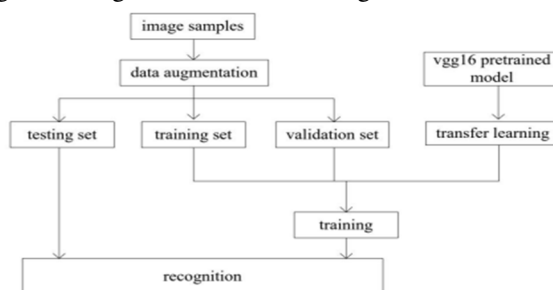 image samples
data augmentation
vgg16 pretrained
model
testing set
training set
validation set
transfer learning
training
recognition